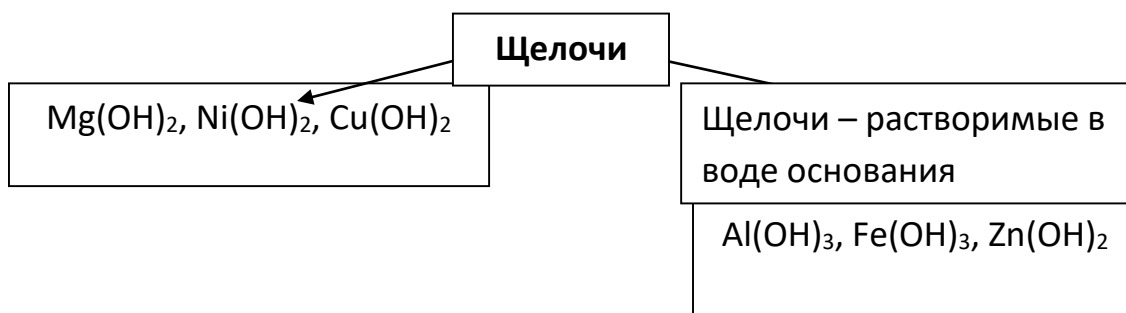 Щелочи
Mg(OH)₂, Ni(OH)₂, Cu(OH)₂
Щелочи – растворимые в
воде основания
Al(OH)₃, Fe(OH)₃, Zn(OH)₂